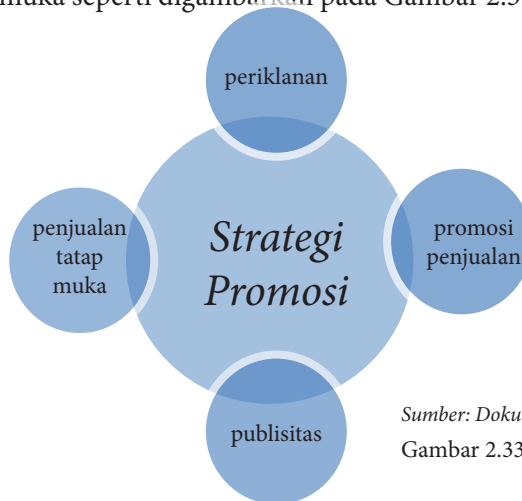 muka seperti digambarkan pada Gambar 2.3
periklanan
penjualan
tatap
muka
Strategi
Promosi
promosi
penjualan
publisitas
Sumber: Doku
Gambar 2.33